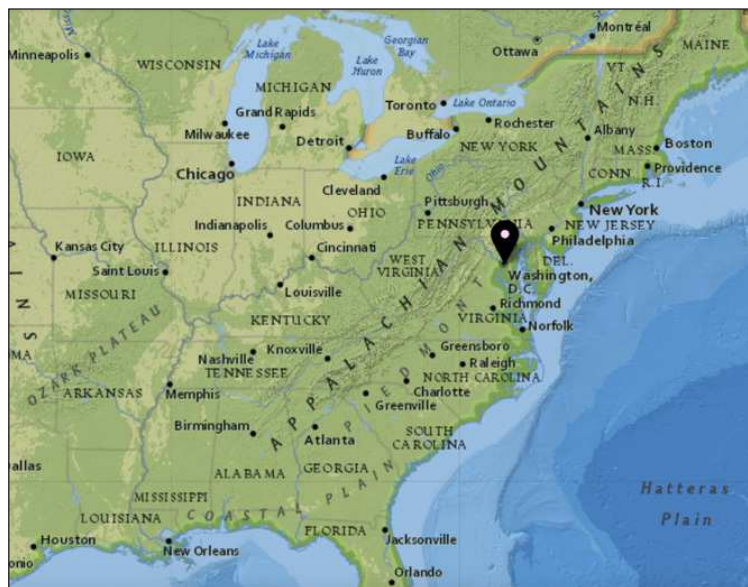 Montréal
Minneapolis
Lake
Michigan
Georgian
Bay
Ottawa
MAINE
WISCONSIN
Lake
Huron
VT.
MICHIGAN
Toronto
Lake Ontario
N.H.
Grand Rapids
Milwaukee
Buffalo
Rochester
Albany
Boston
Detroit
NEW YORK
MASS
IOWA
Chicago
Lake
Erie
CONN
Providence
R.I.
Cleveland
Ohio
INDIANA
OHIO
Pittsburgh
New York
Indianapolis
Columbus
PENNSYLVANIA
NEW JERSEY
Kansas City
ILLINOIS
Cincinnati
Philadelphia
WEST
VIRGINIA
DEL.
Saint Louis
Washington,
D.C.
MISSOURI
Louisville
Richmond
KENTUCKY
VIRGINIA
Norfolk
OZARK PLATEAU
Nashville
Knoxville
Greensboro
TENNESSEE
Raleigh
ARKANSAS
Memphis
NORTH CAROLINA
Charlotte
Greenville
APPALACHIAN MOUNTAINS
PIEDMONT
Birmingham
Atlanta
SOUTH
CAROLINA
ALABAMA
GEORGIA
Hatteras
Plain
MISSISSIPPI
COASTAL PLAIN
LOUISIANA
FLORIDA
Houston
New Orleans
Jacksonville
Orlando